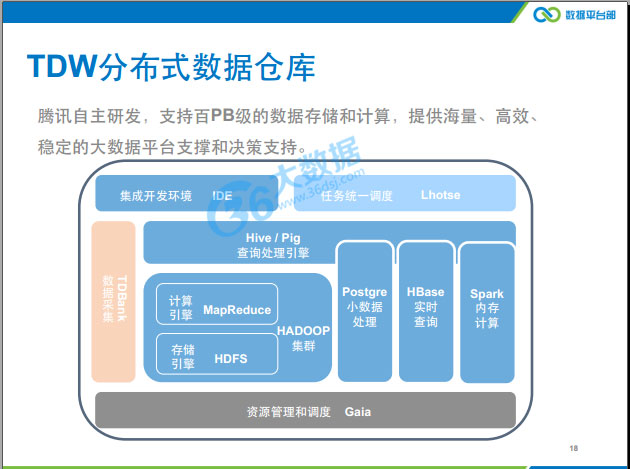 数据平台部
TDW分布式数据仓库
腾讯自主研发，支持百PB级的数据存储和计算，提供海量、高效、
稳定的大数据平台支撑和决策支持。
36大数据
www.36dsj.com
集成开发环境 IDE
任务统一调度 Lhotse
TDBank
数据采集
Hive / Pig
查询处理引擎
计算
引擎 MapReduce
存储
引擎 HDFS
HADOOP
集群
Postgre
小数据
处理
HBase
实时
查询
Spark
内存
计算
资源管理和调度 Gaia
18